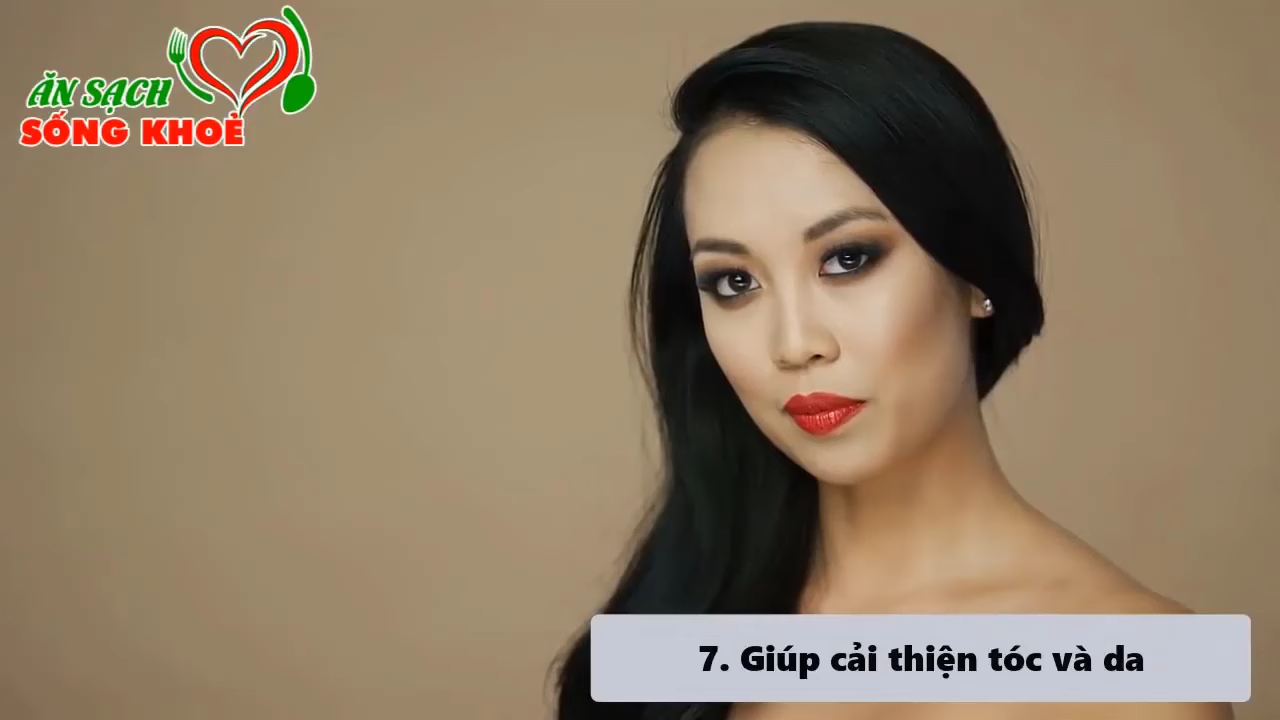 ĂN SẠCH
SỐNG KHOẺ
7. Giúp cải thiện tóc và da